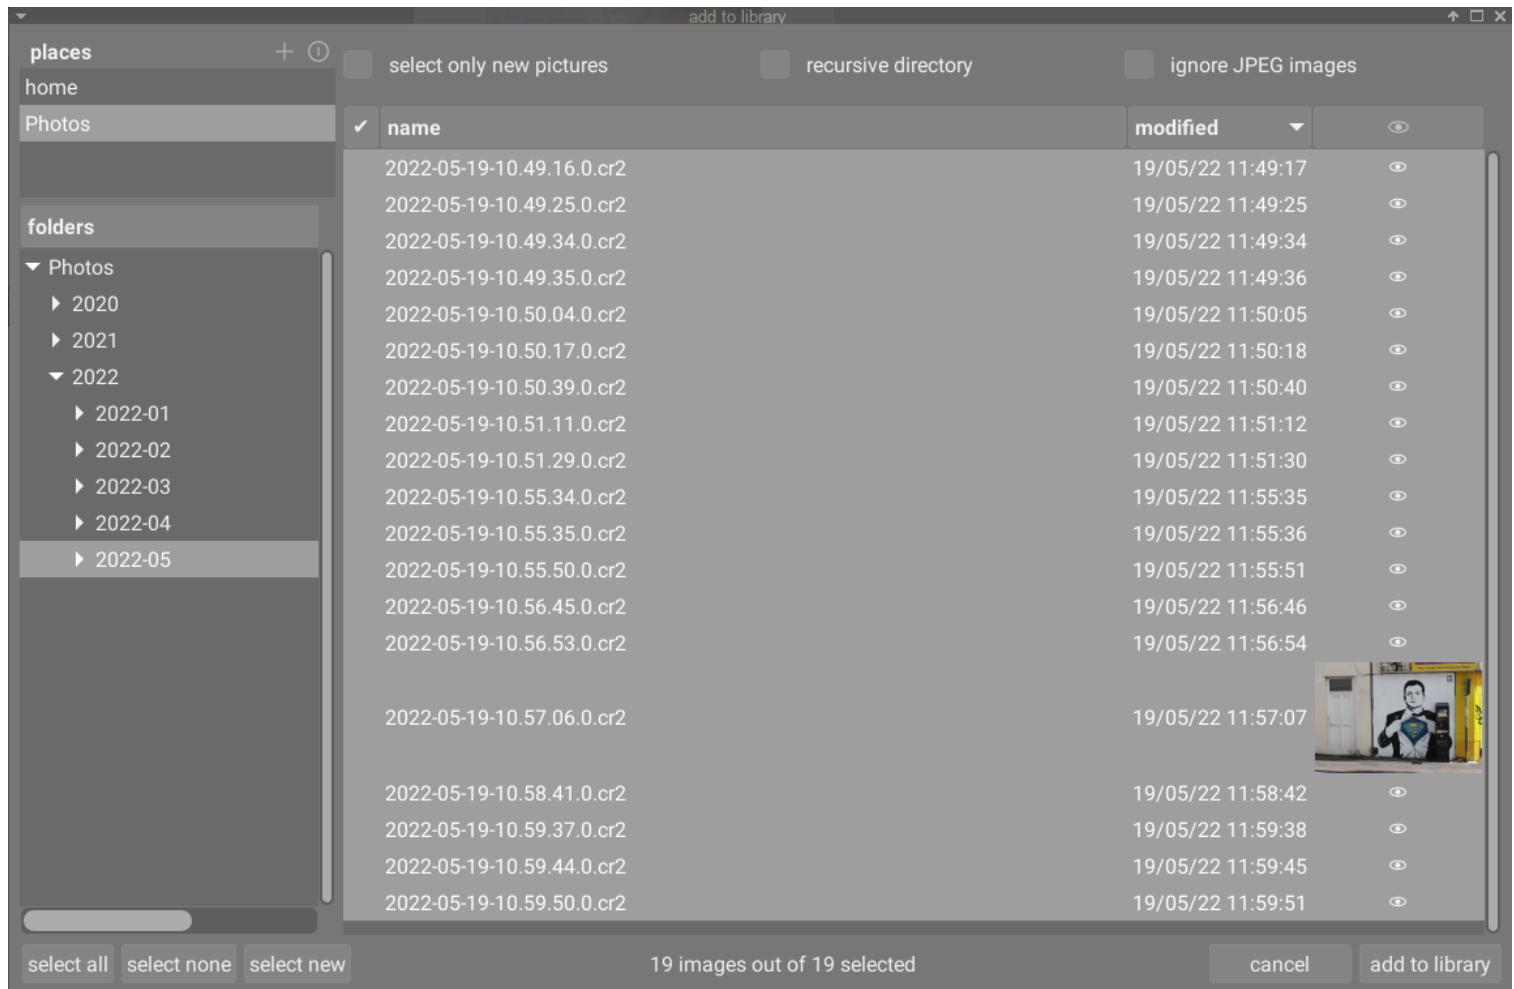 add to library
places
home
Photos
folders
Photos
2020
2021
2022
2022-01
2022-02
2022-03
2022-04
2022-05
select only new pictures
recursive directory
ignore JPEG images
✔ name modified
2022-05-19-10.49.16.0.cr2 19/05/22 11:49:17
2022-05-19-10.49.25.0.cr2 19/05/22 11:49:25
2022-05-19-10.49.34.0.cr2 19/05/22 11:49:34
2022-05-19-10.49.35.0.cr2 19/05/22 11:49:36
2022-05-19-10.50.04.0.cr2 19/05/22 11:50:05
2022-05-19-10.50.17.0.cr2 19/05/22 11:50:18
2022-05-19-10.50.39.0.cr2 19/05/22 11:50:40
2022-05-19-10.51.11.0.cr2 19/05/22 11:51:12
2022-05-19-10.51.29.0.cr2 19/05/22 11:51:30
2022-05-19-10.55.34.0.cr2 19/05/22 11:55:35
2022-05-19-10.55.35.0.cr2 19/05/22 11:55:36
2022-05-19-10.55.50.0.cr2 19/05/22 11:55:51
2022-05-19-10.56.45.0.cr2 19/05/22 11:56:46
2022-05-19-10.56.53.0.cr2 19/05/22 11:56:54
2022-05-19-10.57.06.0.cr2 19/05/22 11:57:07
2022-05-19-10.58.41.0.cr2 19/05/22 11:58:42
2022-05-19-10.59.37.0.cr2 19/05/22 11:59:38
2022-05-19-10.59.44.0.cr2 19/05/22 11:59:45
2022-05-19-10.59.50.0.cr2 19/05/22 11:59:51
select all select none select new 19 images out of 19 selected cancel add to library